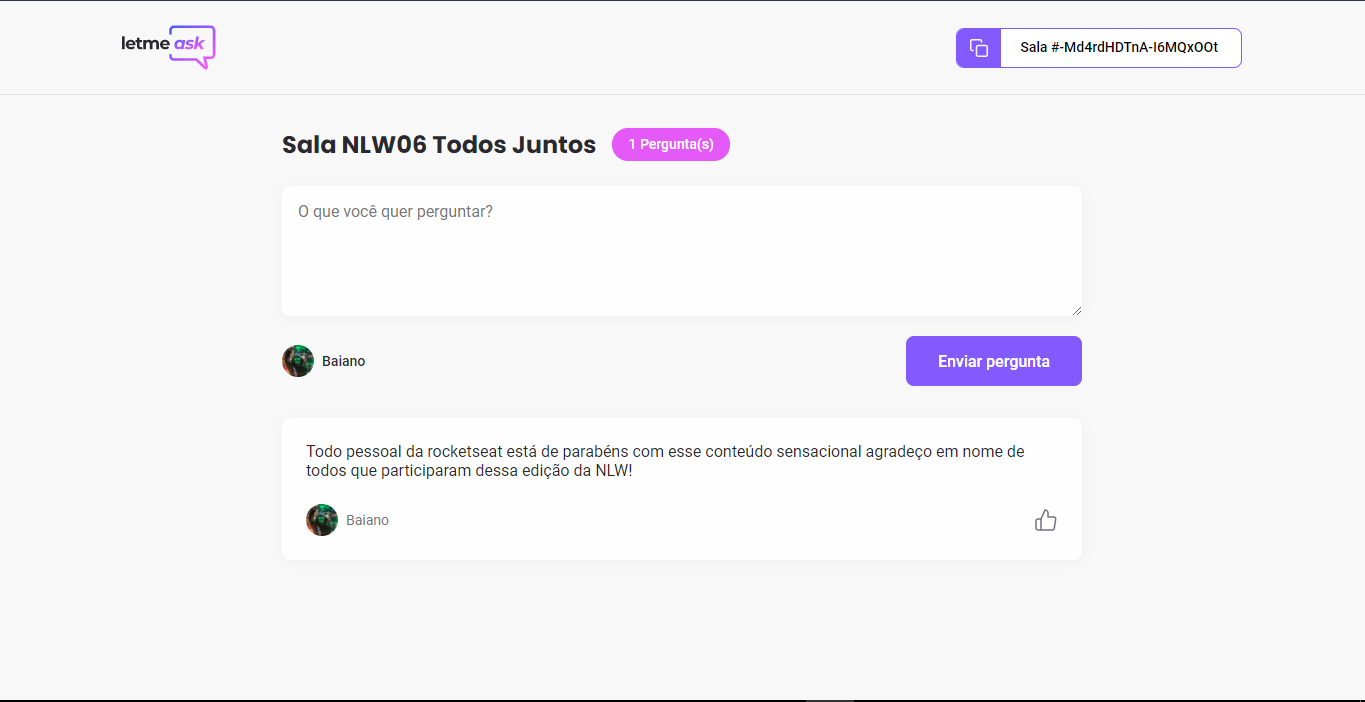 letme ask
Sala #-Md4rdHDTnA-I6MQxOOt
Sala NLW06 Todos Juntos
1 Pergunta(s)
O que você quer perguntar?
Baiano
Enviar pergunta
Todo pessoal da rocketseat está de parabéns com esse conteúdo sensacional agradeço em nome de
todos que participaram dessa edição da NLW!
Baiano